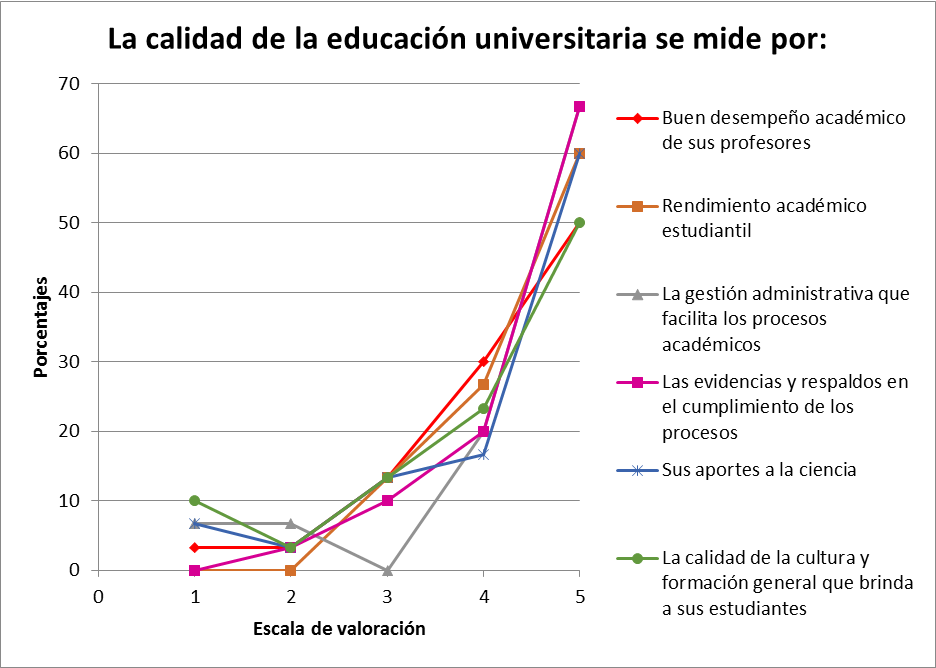 La calidad de la educación universitaria se mide por:
70
60
50
40
30
20
10
0
Porcentajes
0 1 2 3 4 5
Escala de valoración
Buen desempeño académico
de sus profesores
Rendimiento académico
estudiantil
La gestión administrativa que
facilita los procesos
académicos
Las evidencias y respaldos en
el cumplimiento de los
procesos
Sus aportes a la ciencia
La calidad de la cultura y
formación general que brinda
a sus estudiantes